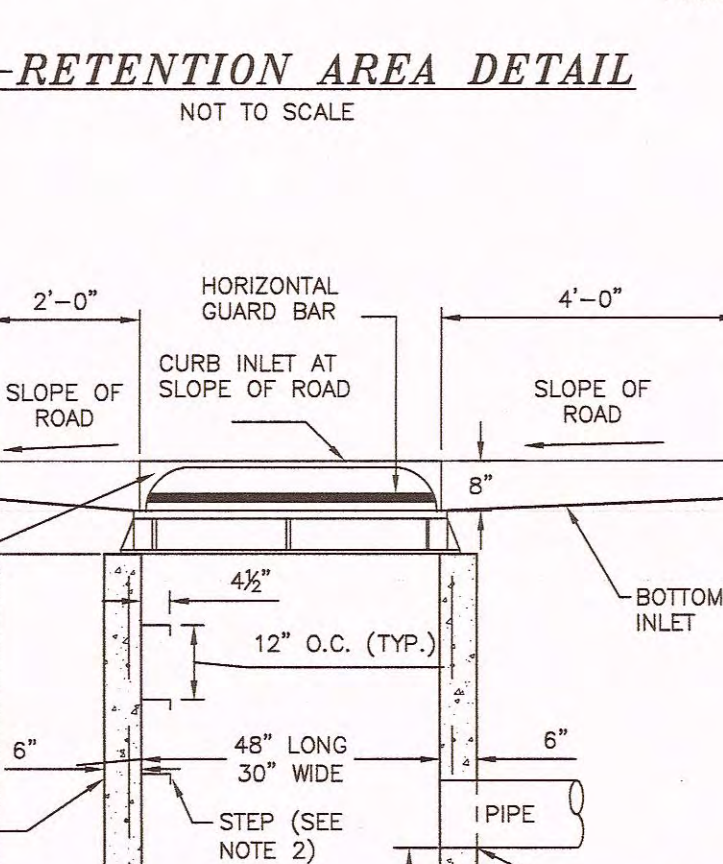 -RETENTION AREA DETAIL
NOT TO SCALE
2'-0"
HORIZONTAL
GUARD BAR
4'-0"
CURB INLET AT
SLOPE OF ROAD
SLOPE OF
ROAD
SLOPE OF
ROAD
8"
4½"
BOTTOM
INLET
12" O.C. (TYP.)
6"
48" LONG
30" WIDE
6"
STEP (SEE
NOTE 2)
PIPE